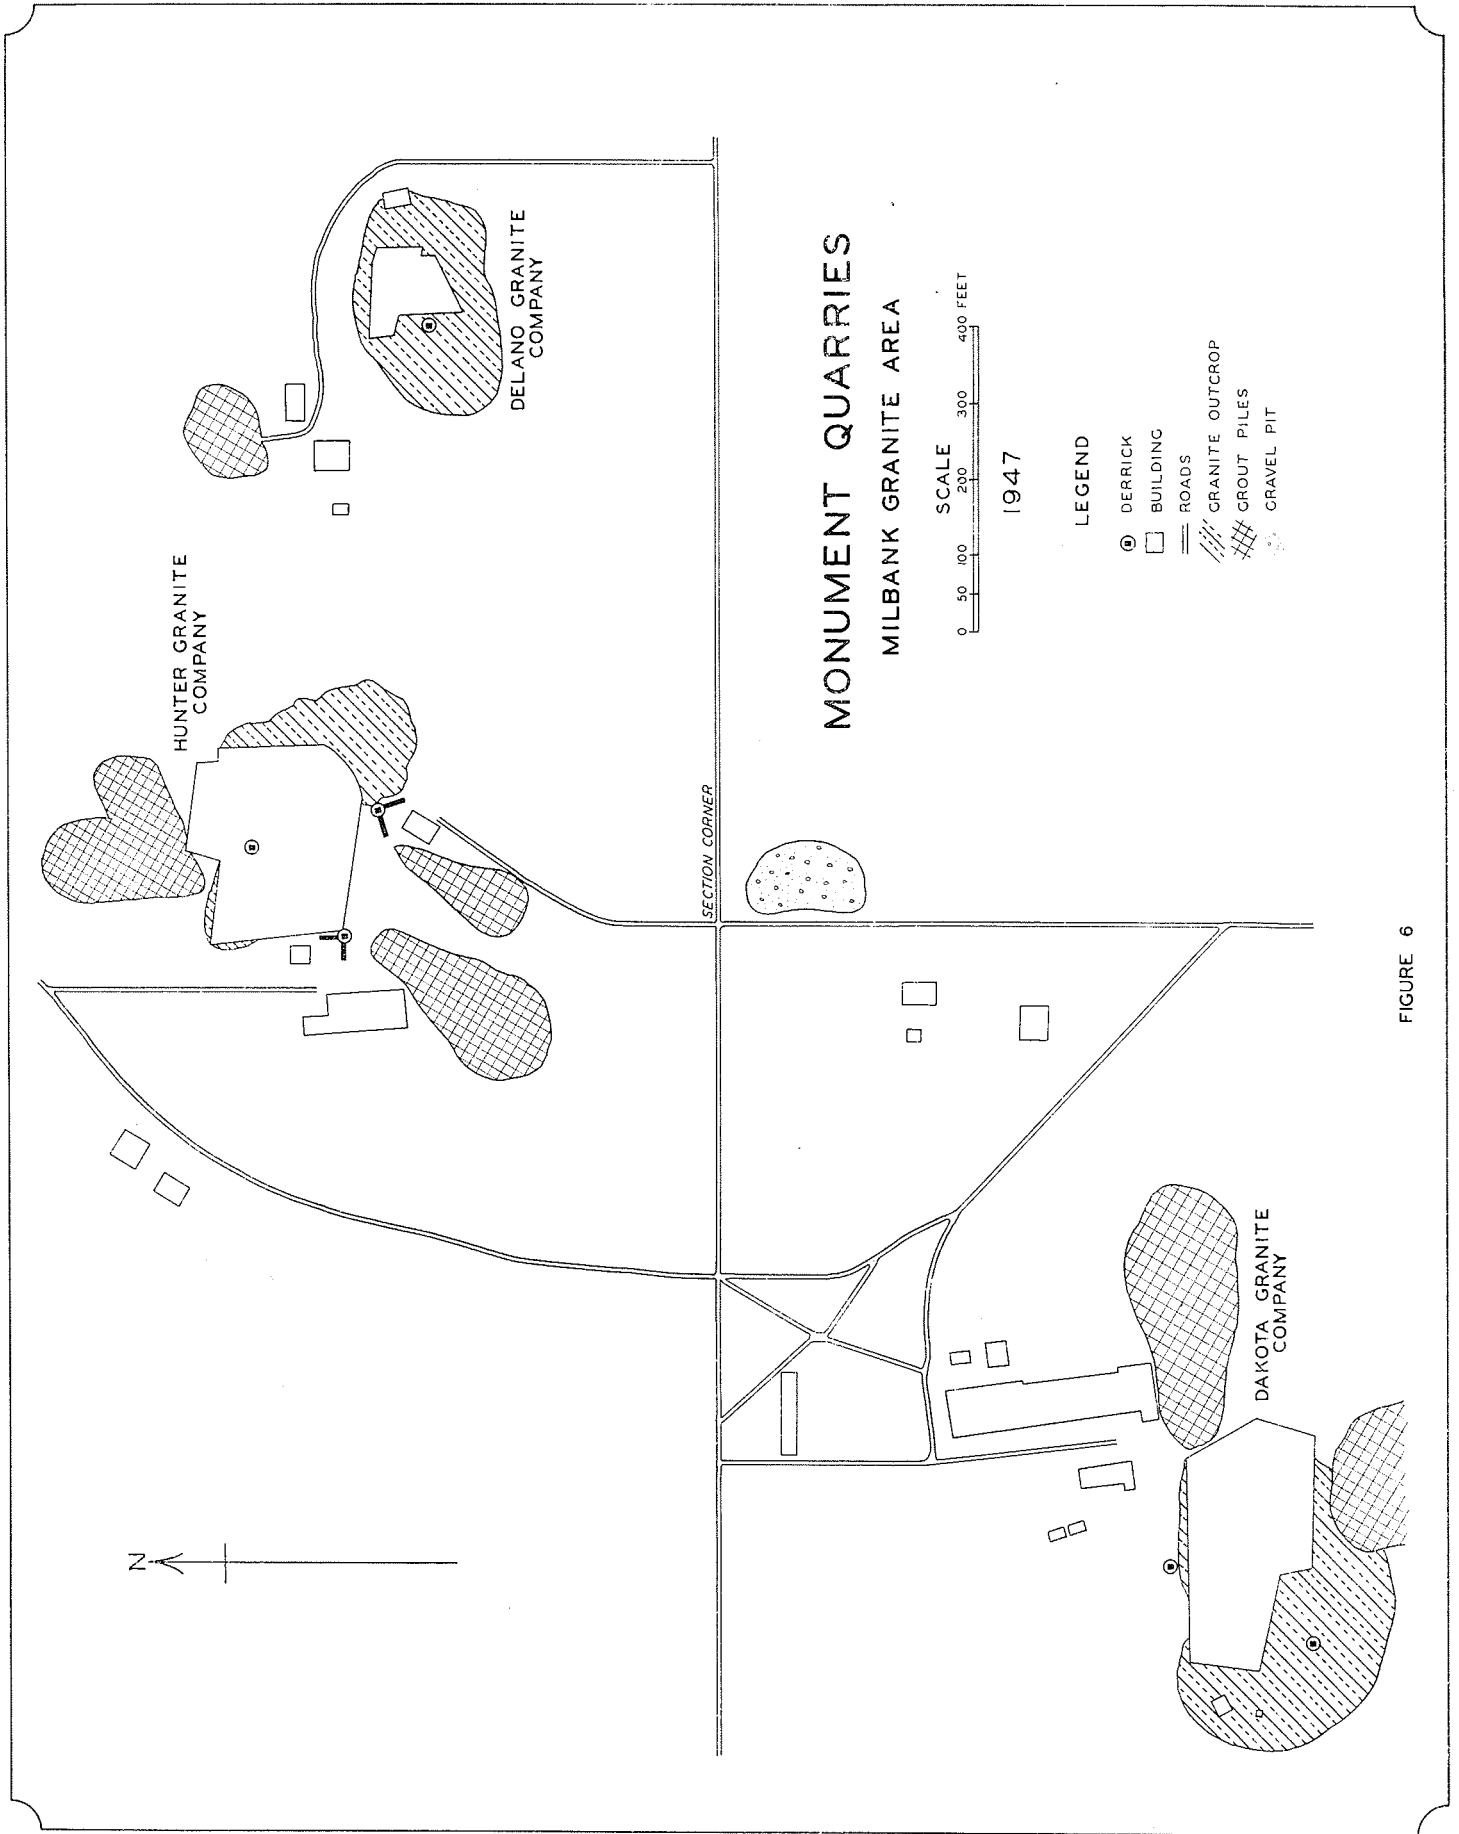 MONUMENT QUARRIES
MILBANK GRANITE AREA
SCALE
0 50 100 200 300 400 FEET
1947
LEGEND
DERRICK
BUILDING
ROADS
GRANITE OUTCROP
GROUT PILES
GRAVEL PIT
HUNTER GRANITE
COMPANY
DELANO GRANITE
COMPANY
SECTION CORNER
DAKOTA GRANITE
COMPANY
N
FIGURE 6